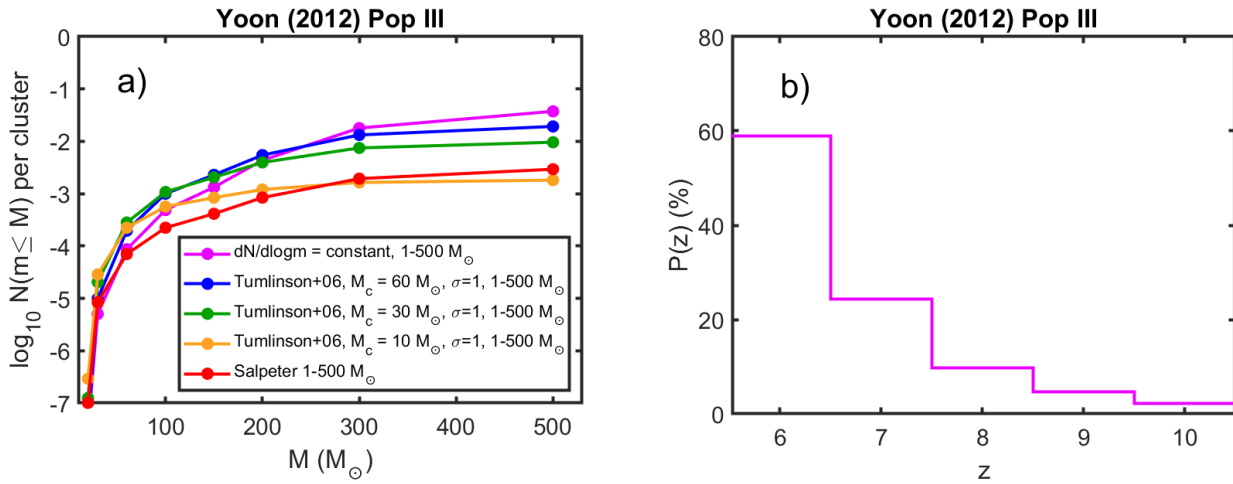 Yoon (2012) Pop III
a)
log₁₀ N(m≤ M) per cluster
0
-1
-2
-3
-4
-5
-6
-7
100
200
300
400
500
M (M⊙)
dN/dlogm = constant, 1-500 M⊙
Tumlinson+06, Mc = 60 M⊙, σ=1, 1-500 M⊙
Tumlinson+06, Mc = 30 M⊙, σ=1, 1-500 M⊙
Tumlinson+06, Mc = 10 M⊙, σ=1, 1-500 M⊙
Salpeter 1-500 M⊙
Yoon (2012) Pop III
b)
P(z) (%)
80
60
40
20
0
6
7
8
9
10
z